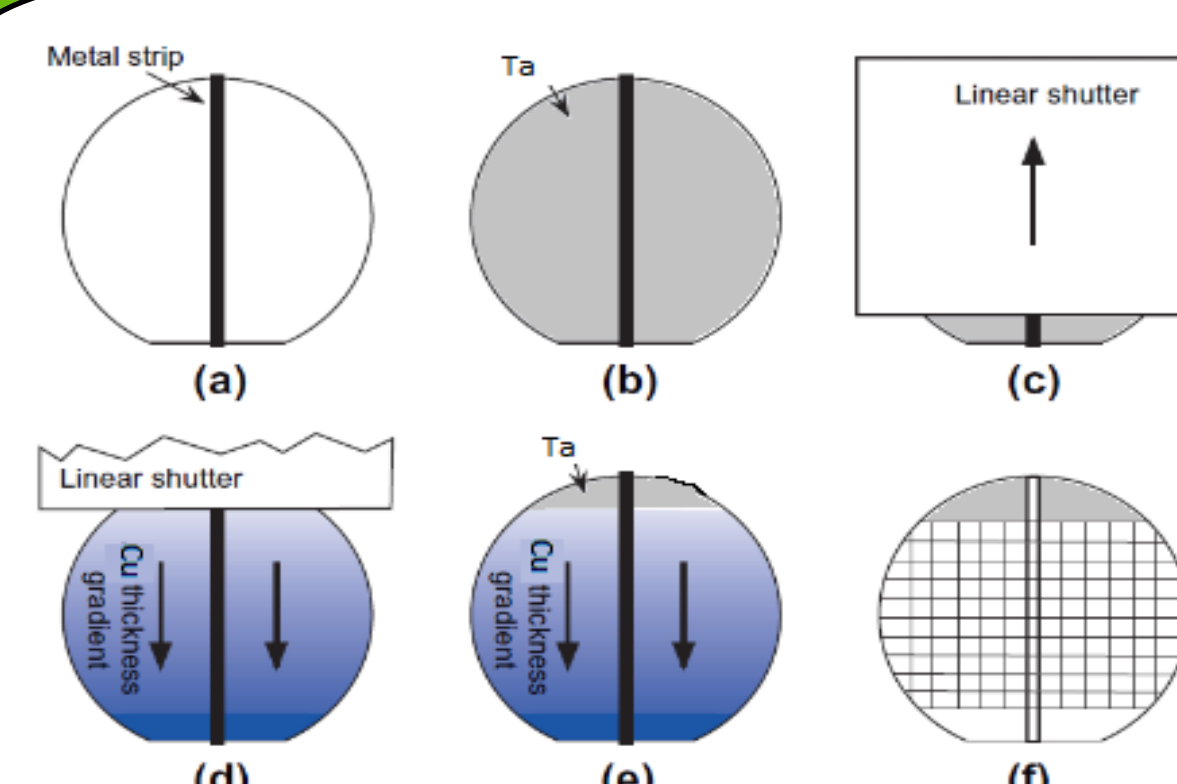 Metal strip
Ta
Linear shutter
(a)
(b)
(c)
Linear shutter
Cu thickness
gradient
Ta
Cu thickness
gradient
(d)
(e)
(f)